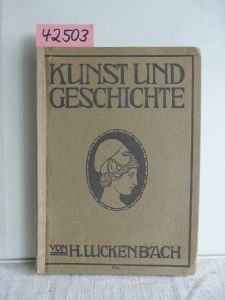 42503
KUNST UND
GESCHICHTE
VON H. LUCKENBACH